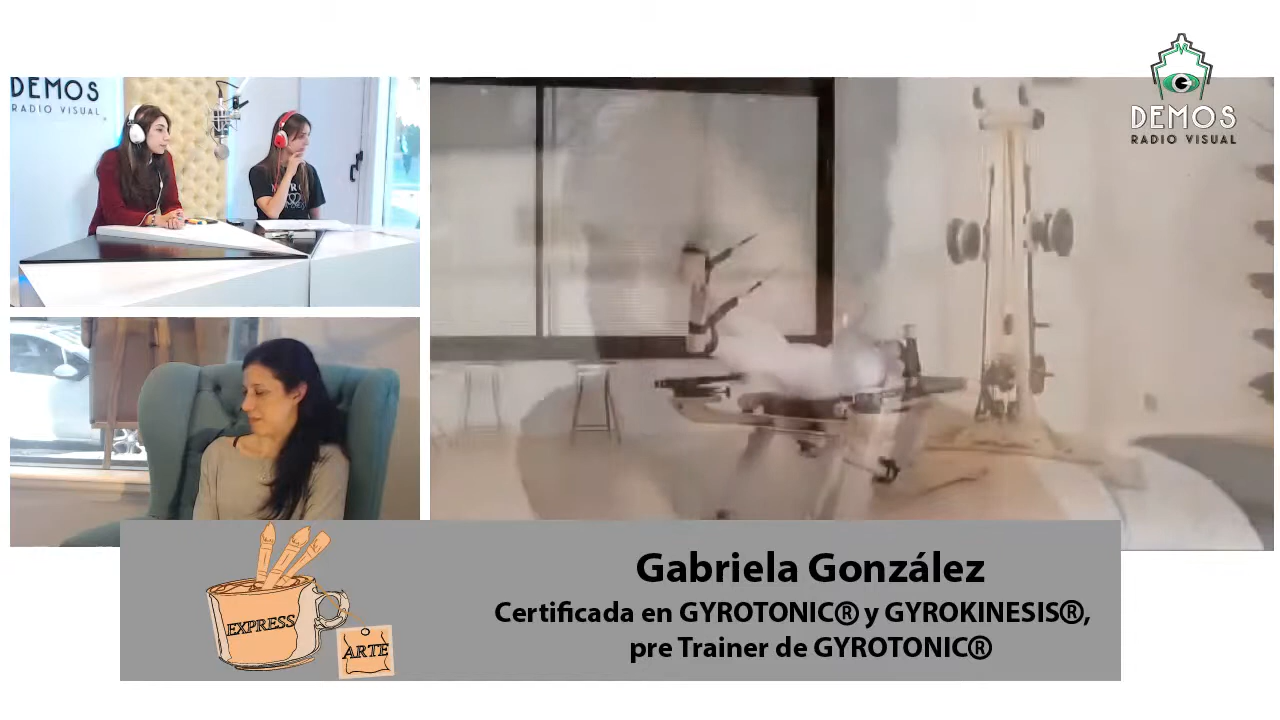 DEMOS
RADIO VISUAL
DEMOS
RADIO VISUAL
EXPRESS
ARTE
Gabriela González
Certificada en GYROTONIC® y GYROKINESIS®,
pre Trainer de GYROTONIC®